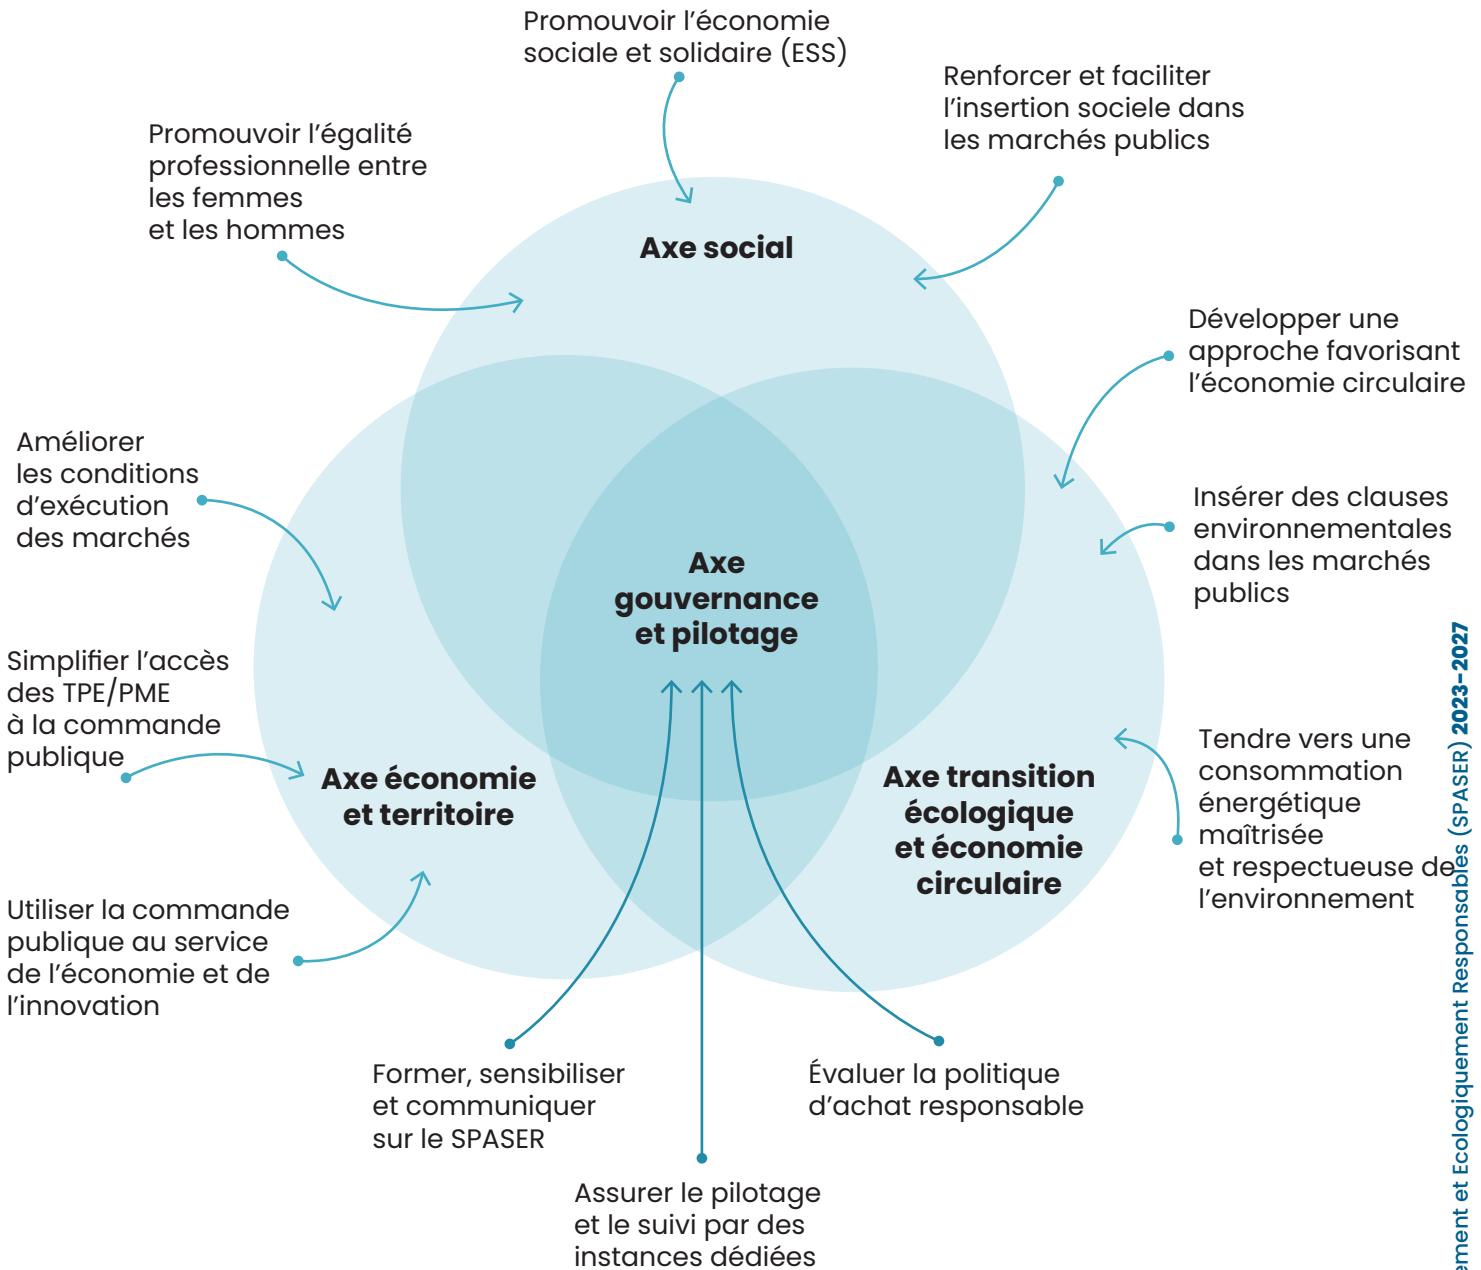 Promouvoir l’économie
sociale et solidaire (ESS)
Renforcer et faciliter
l’insertion sociele dans
les marchés publics
Promouvoir l’égalité
professionnelle entre
les femmes
et les hommes
Axe social
Développer une
approche favorisant
l’économie circulaire
Améliorer
les conditions
d’exécution
des marchés
Insérer des clauses
environnementales
dans les marchés
publics
Axe
gouvernance
et pilotage
Simplifier l’accès
des TPE/PME
à la commande
publique
Axe économie
et territoire
Axe transition
écologique
et économie
circulaire
Tendre vers une
consommation
énergétique
maîtrisée
et respectueuse de
l’environnement
Utiliser la commande
publique au service
de l’économie et de
l’innovation
Former, sensibiliser
et communiquer
sur le SPASER
Évaluer la politique
d’achat responsable
Assurer le pilotage
et le suivi par des
instances dédiées
et Ecologiquement Responsables (SPASER) 2023-2027